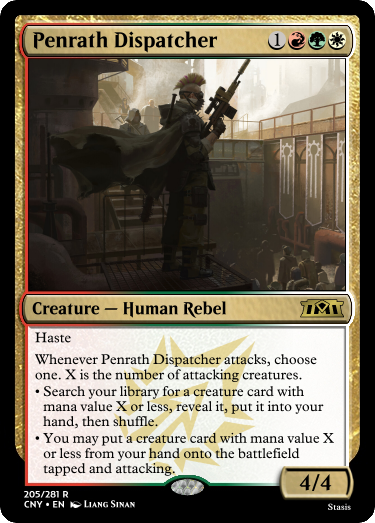 Penrath Dispatcher 1
Creature — Human Rebel
Haste
Whenever Penrath Dispatcher attacks, choose
one. X is the number of attacking creatures.
• Search your library for a creature card with
mana value X or less, reveal it, put it into your
hand, then shuffle.
• You may put a creature card with mana value X
or less from your hand onto the battlefield
tapped and attacking.
4/4
205/281 R
CNY • EN Liang Sinan
Stasis